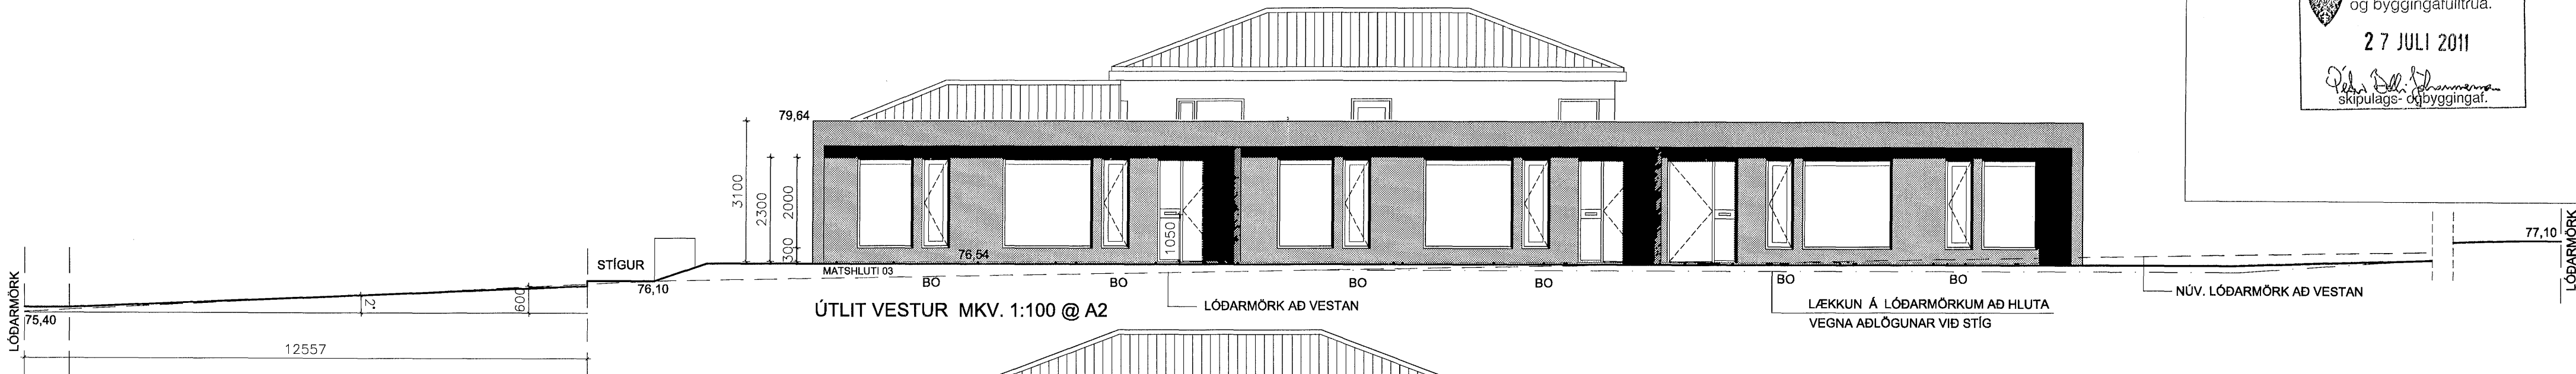 og byggingafulltrúa.
27 JULI 2011
skipulags- ogbyggingaf.
79,64
3100
2300
2000
300
1050
76,54
MATSHLUTI 03
BO
BO
BO
BO
BO
BO
STÍGUR
76,10
77,10
LÓÐARMÖRK
LÓÐARMÖRK
75,40
2°
600
12557
ÚTLIT VESTUR MKV. 1:100 @ A2
LÓÐARMÖRK AÐ VESTAN
LÆKKUN Á LÓÐARMÖRKUM AÐ HLUTA
VEGNA AÐLÖGUNAR VIÐ STÍG
NÚV. LÓÐARMÖRK AÐ VESTAN